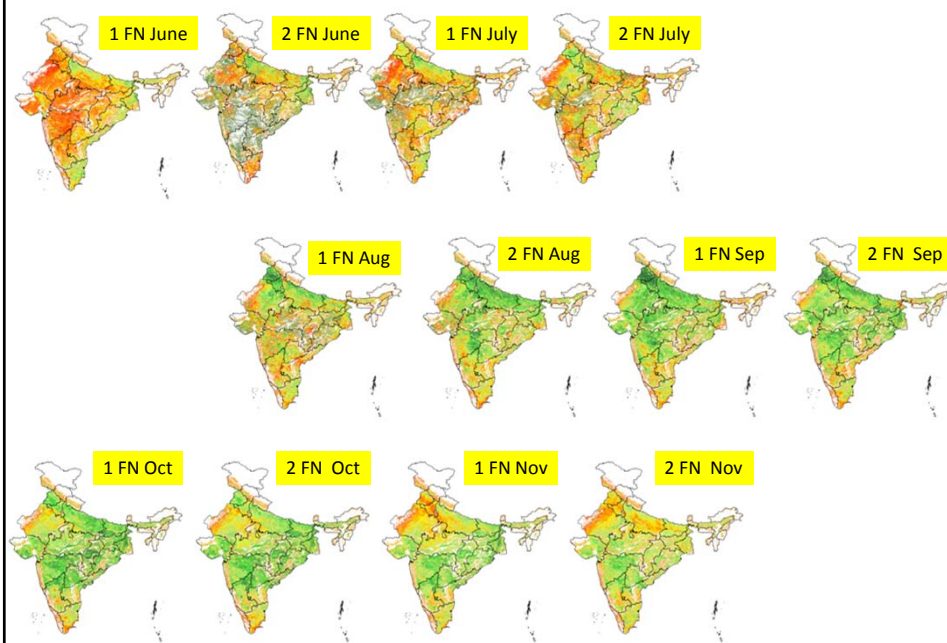 1 FN June
2 FN June
1 FN July
2 FN July
1 FN Aug
2 FN Aug
1 FN Sep
2 FN Sep
1 FN Oct
2 FN Oct
1 FN Nov
2 FN Nov